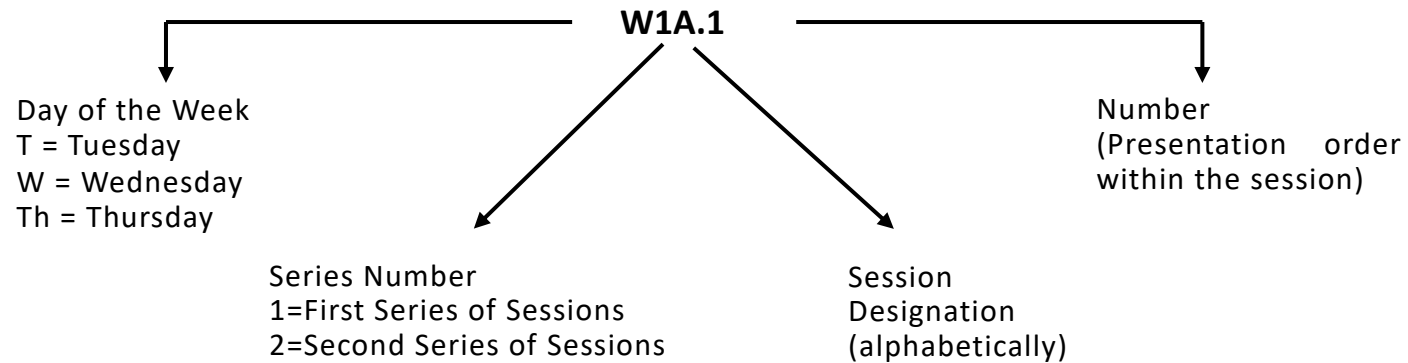 W1A.1
Day of the Week
T = Tuesday
W = Wednesday
Th = Thursday
Number
(Presentation order
within the session)
Series Number
1=First Series of Sessions
2=Second Series of Sessions
Session
Designation
(alphabetically)